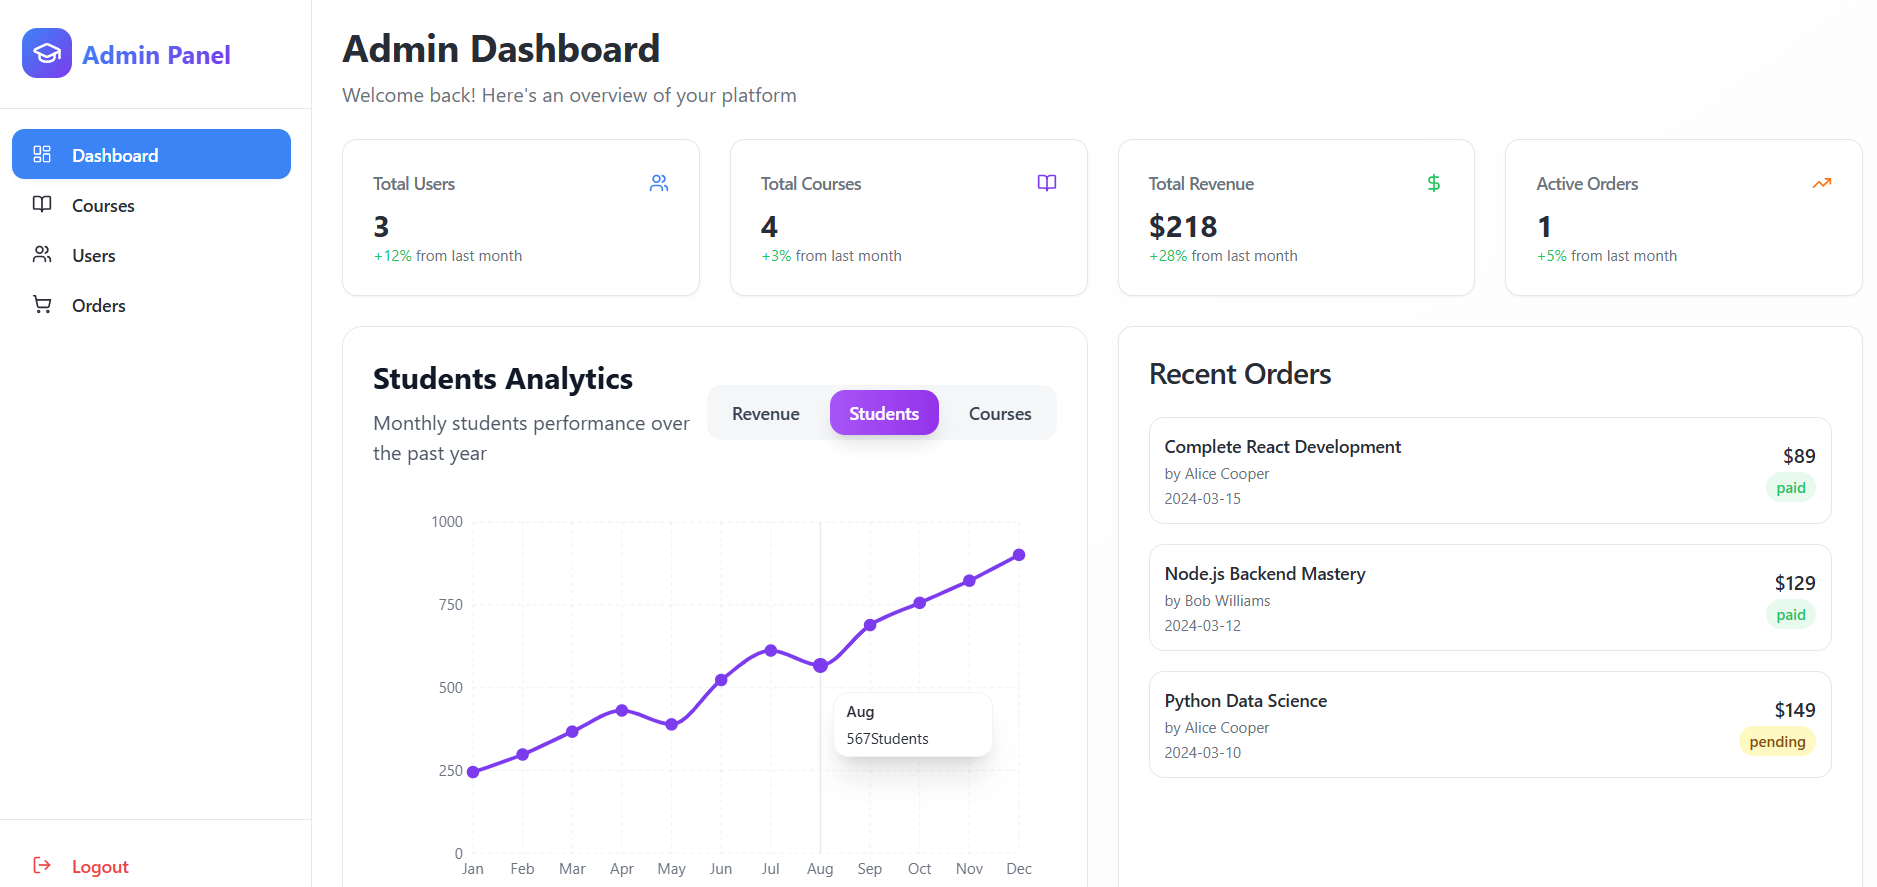 Admin Panel
Dashboard
Courses
Users
Orders
Logout
Admin Dashboard
Welcome back! Here's an overview of your platform
Total Users
3
+12% from last month
Total Courses
4
+3% from last month
Total Revenue
$218
+28% from last month
Active Orders
1
+5% from last month
Students Analytics
Monthly students performance over
the past year
Revenue
Students
Courses
1000
750
500
250
0
Jan Feb Mar Apr May Jun Jul Aug Sep Oct Nov Dec
Aug
567Students
Recent Orders
Complete React Development
by Alice Cooper
2024-03-15
$89
paid
Node.js Backend Mastery
by Bob Williams
2024-03-12
$129
paid
Python Data Science
by Alice Cooper
2024-03-10
$149
pending